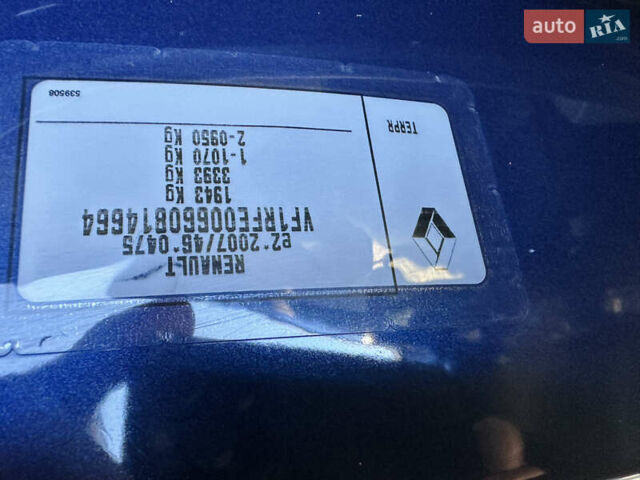 auto RIA.com
RENAULT
e2*2007/46*0475
VF1RFE00660814664
1943 Kg
3393 Kg
1-1070 Kg
2-0950 Kg
TERPR
539508